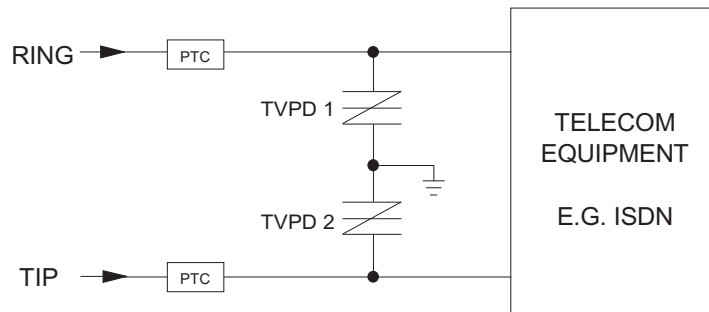 RING
PTC
TVPD 1
TELECOM
EQUIPMENT
E.G. ISDN
TVPD 2
TIP
PTC